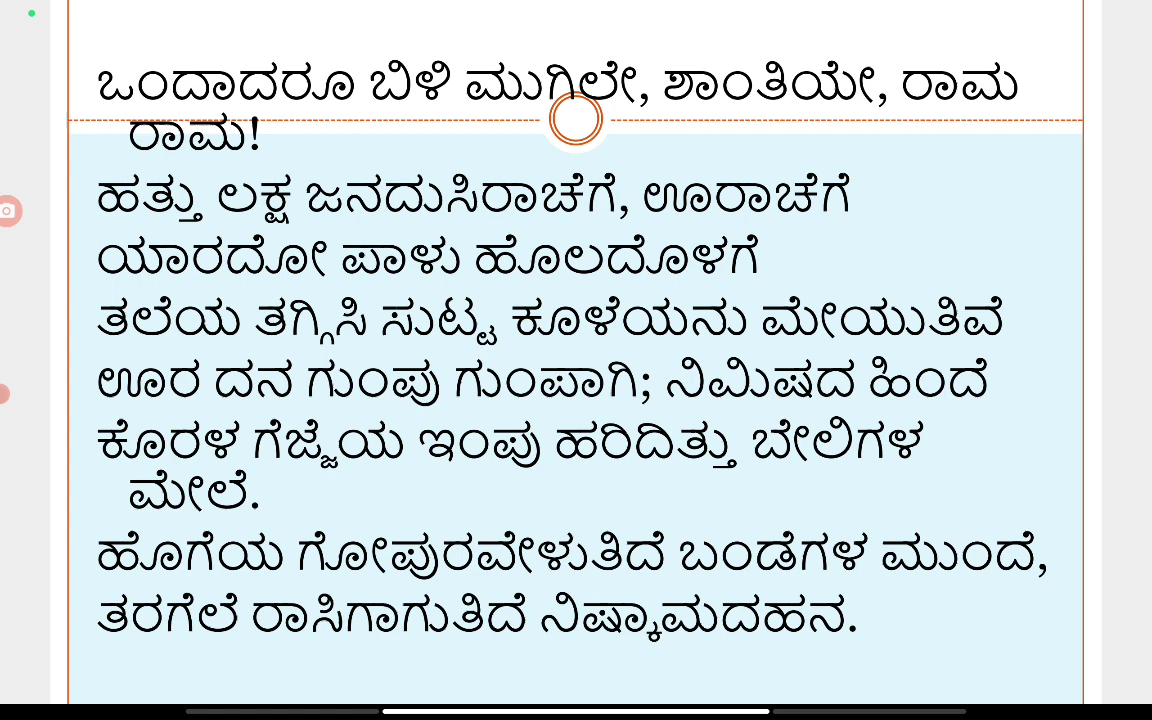 ಒಂದಾದರೂ ಬಿಳಿ ಮುಗಿಲೇ, ಶಾಂತಿಯೇ, ರಾಮ
ರಾಮ!
ಹತ್ತು ಲಕ್ಷ ಜನದುಸಿರಾಚೆಗೆ, ಊರಾಚೆಗೆ
ಯಾರದೋ ಪಾಳು ಹೊಲದೊಳಗೆ
ತಲೆಯ ತಗ್ಗಿಸಿ ಸುಟ್ಟ ಕೂಳೆಯನು ಮೇಯುತಿವೆ
ಊರ ದನ ಗುಂಪು ಗುಂಪಾಗಿ; ನಿಮಿಷದ ಹಿಂದೆ
ಕೊರಳ ಗೆಜ್ಜೆಯ ಇಂಪು ಹರಿದಿತ್ತು ಬೇಲಿಗಳ
ಮೇಲೆ.
ಹೊಗೆಯ ಗೋಪುರವೇಳುತಿದೆ ಬಂಡೆಗಳ ಮುಂದೆ,
ತರಗೆಲೆ ರಾಸಿಗಾಗುತಿದೆ ನಿಷ್ಕಾಮದಹನ.